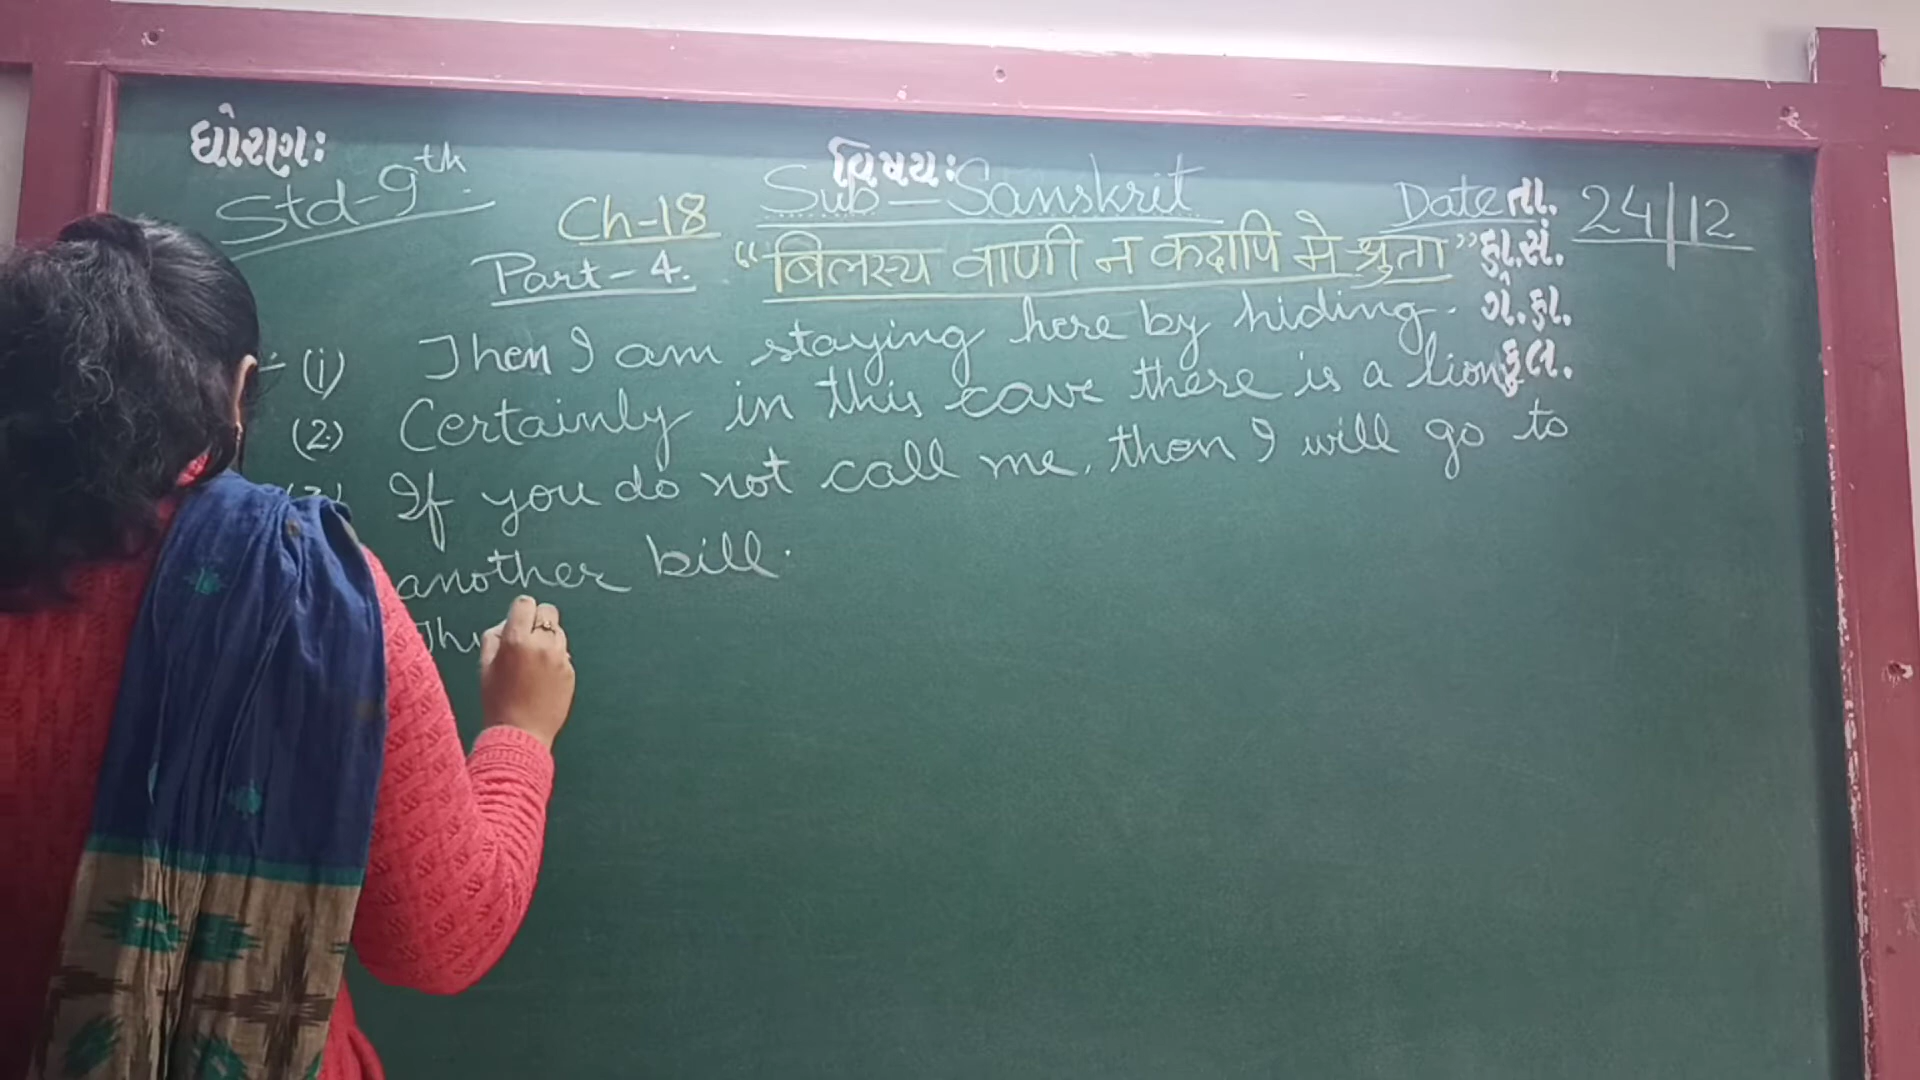 ધોરણઃ વિષયઃ
Std-9th Sub-Sanskrit Date તા. 24/12
Ch-18
Part-4. “बिलस्य वाणी न कदापि मे श्रुता” ક્રા.સં.
(i) Then I am staying here by hiding. ગે.હા.
(2.) Certainly in this cave there is a lion કુલ.
If you do not call me, then I will go to
another bill.